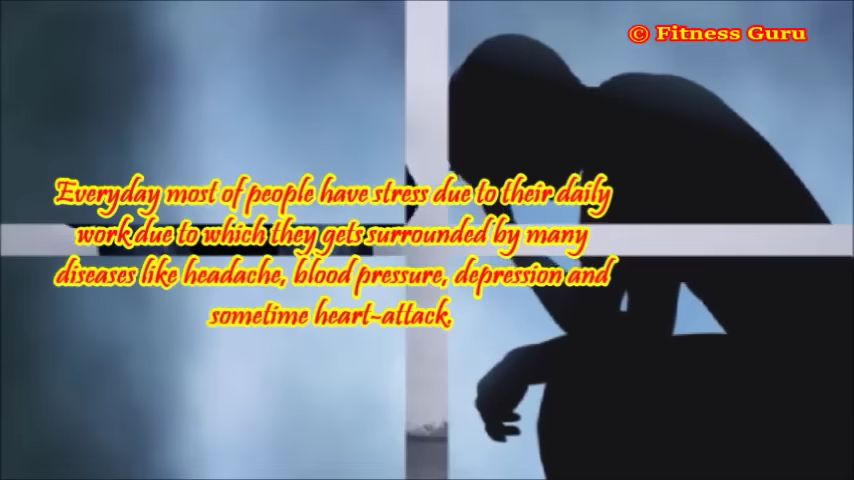 © Fitness Guru
Everyday most of people have stress due to their daily
work due to which they gets surrounded by many
diseases like headache, blood pressure, depression and
sometime heart-attack.